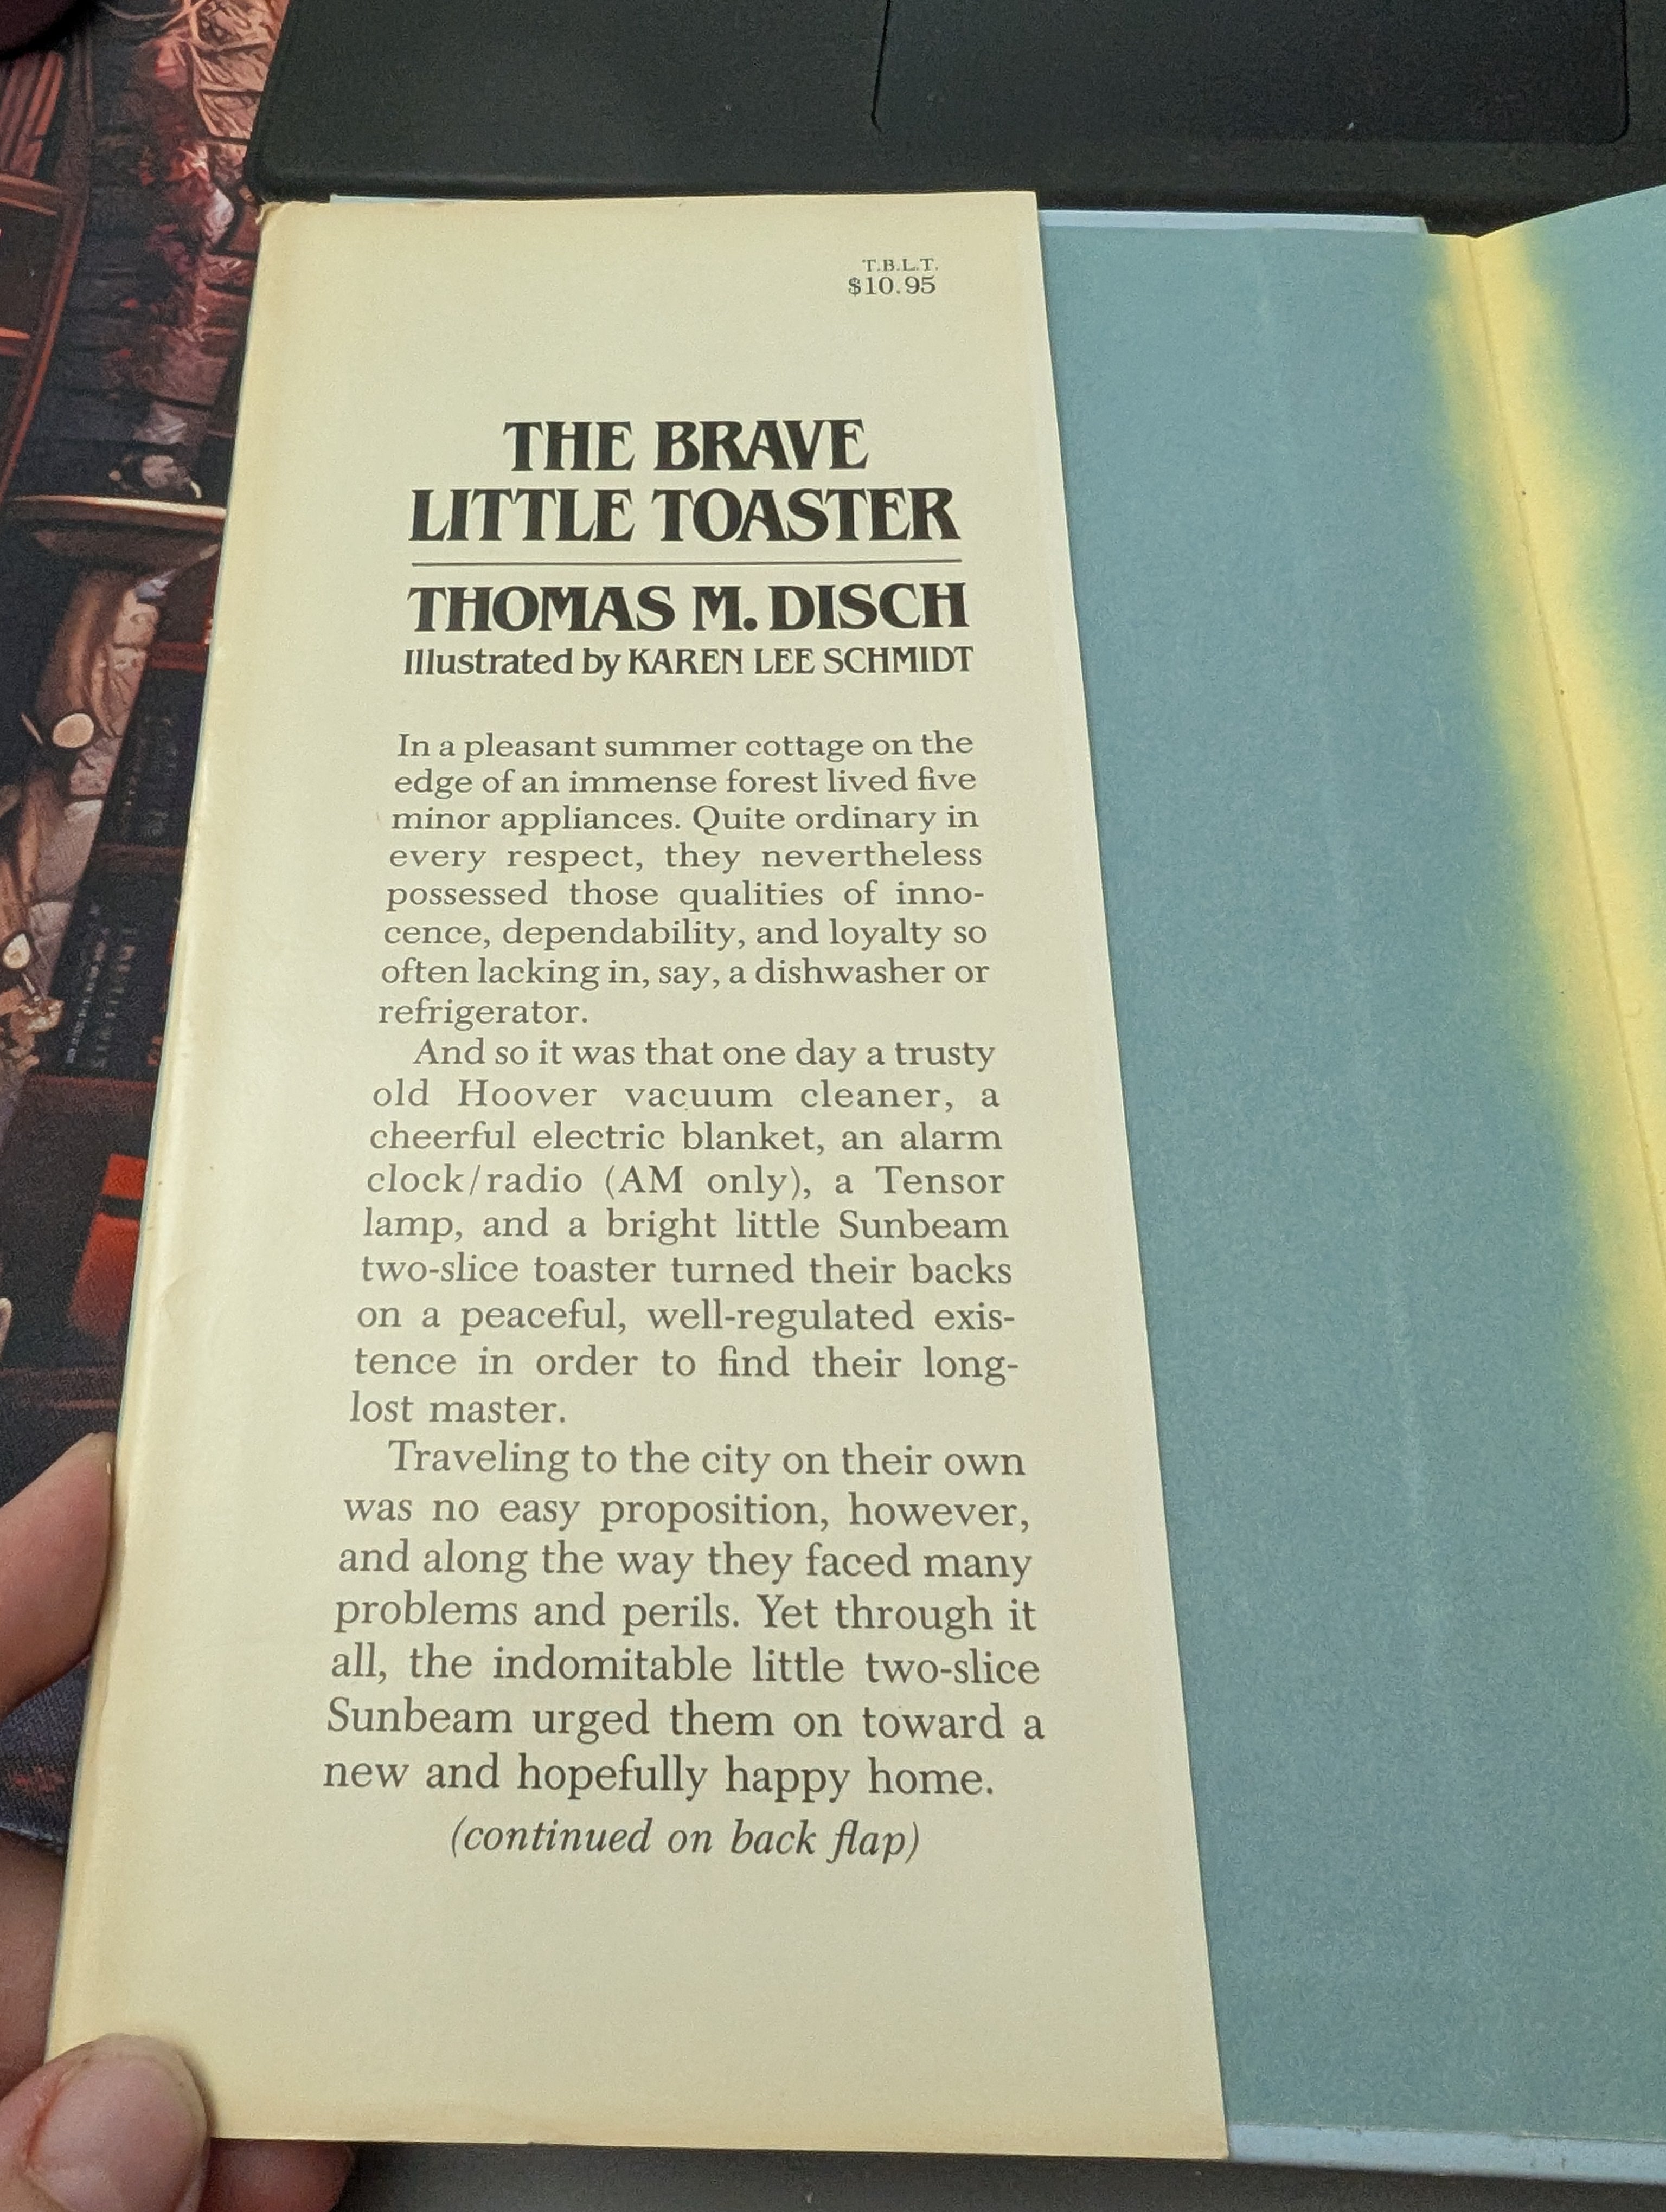 T.B.L.T.
$10.95
THE BRAVE
LITTLE TOASTER
THOMAS M. DISCH
Illustrated by KAREN LEE SCHMIDT
In a pleasant summer cottage on the
edge of an immense forest lived five
minor appliances. Quite ordinary in
every respect, they nevertheless
possessed those qualities of inno-
cence, dependability, and loyalty so
often lacking in, say, a dishwasher or
refrigerator.
And so it was that one day a trusty
old Hoover vacuum cleaner, a
cheerful electric blanket, an alarm
clock/radio (AM only), a Tensor
lamp, and a bright little Sunbeam
two-slice toaster turned their backs
on a peaceful, well-regulated exis-
tence in order to find their long-
lost master.
Traveling to the city on their own
was no easy proposition, however,
and along the way they faced many
problems and perils. Yet through it
all, the indomitable little two-slice
Sunbeam urged them on toward a
new and hopefully happy home.
(continued on back flap)